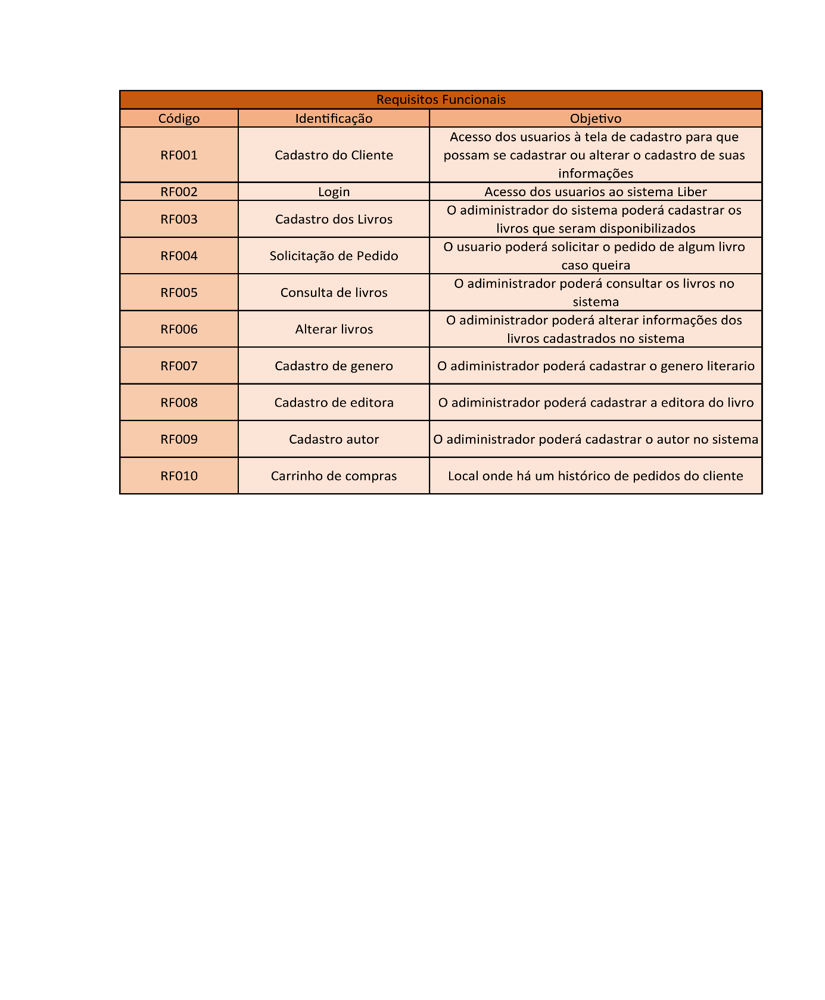 Requisitos Funcionais
Código Identificação Objetivo
RF001 Cadastro do Cliente Acesso dos usuarios à tela de cadastro para que
possam se cadastrar ou alterar o cadastro de suas
informações
RF002 Login Acesso dos usuarios ao sistema Liber
RF003 Cadastro dos Livros O adiministrador do sistema poderá cadastrar os
livros que seram disponibilizados
RF004 Solicitação de Pedido O usuario poderá solicitar o pedido de algum livro
caso queira
RF005 Consulta de livros O adiministrador poderá consultar os livros no
sistema
RF006 Alterar livros O adiministrador poderá alterar informações dos
livros cadastrados no sistema
RF007 Cadastro de genero O adiministrador poderá cadastrar o genero literario
RF008 Cadastro de editora O adiministrador poderá cadastrar a editora do livro
RF009 Cadastro autor O adiministrador poderá cadastrar o autor no sistema
RF010 Carrinho de compras Local onde há um histórico de pedidos do cliente